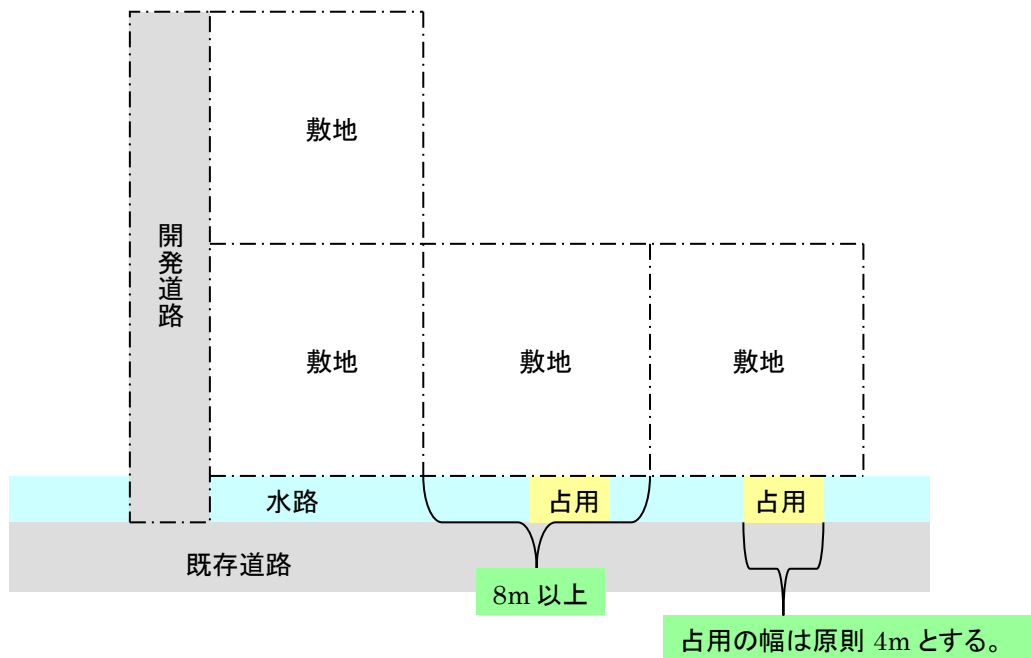 敷地
開発道路
敷地
敷地
敷地
水路
占用
占用
既存道路
8m 以上
占用の幅は原則 4m とする。